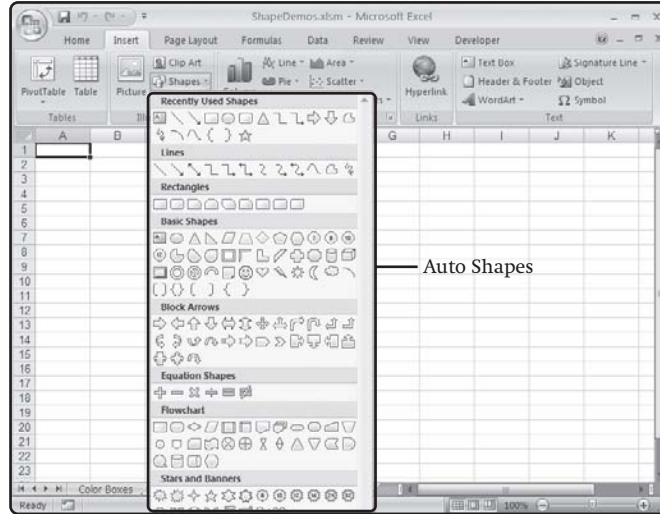 ShapeDemos.xlsm - Microsoft Excel
Home Insert Page Layout Formulas Data Review View Developer
PivotTable Table
Picture
Clip Art
Shapes
Line Area
Pie Scatter
Hyperlink
Text Box
Header & Footer
WordArt
Signature Line
Object
Symbol
Tables
Links
Text
Recently Used Shapes
Lines
Rectangles
Basic Shapes
Block Arrows
Equation Shapes
Flowchart
Stars and Banners
A B G H I J K
1
2
3
4
5
6
7
8
9
10
11
12
13
14
15
16
17
18
19
20
21
22
23
Auto Shapes
Color Boxes
Ready
100%